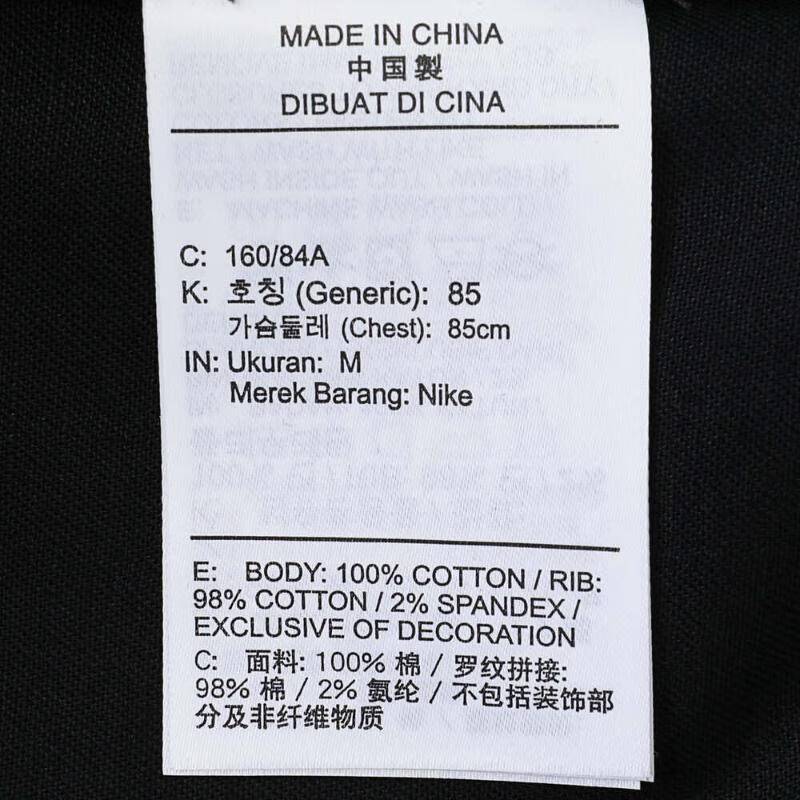 MADE IN CHINA
中国製
DIBUAT DI CINA
C: 160/84A
K: 호칭 (Generic): 85
가슴둘레 (Chest): 85cm
IN: Ukuran: M
Merek Barang: Nike
E: BODY: 100% COTTON / RIB:
98% COTTON / 2% SPANDEX /
EXCLUSIVE OF DECORATION
C: 面料: 100% 棉 / 罗纹拼接:
98% 棉 / 2% 氨纶 / 不包括装饰部
分及非纤维物质